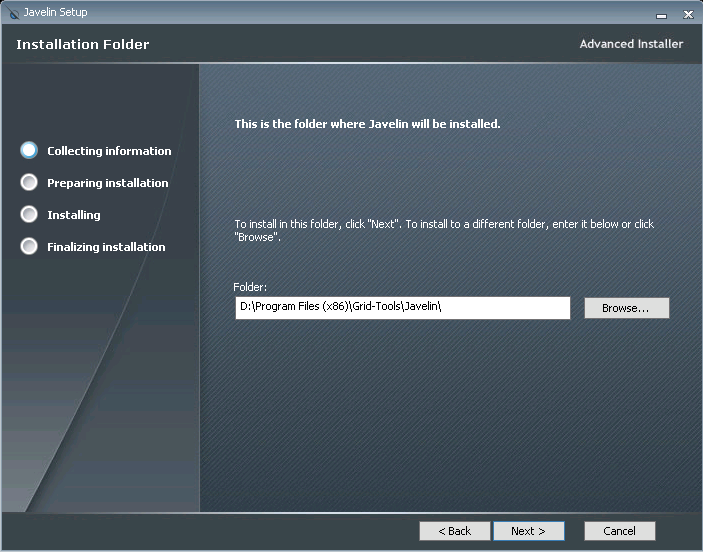 Javelin Setup
Installation Folder
Advanced Installer
Collecting information
Preparing installation
Installing
Finalizing installation
This is the folder where Javelin will be installed.
To install in this folder, click "Next". To install to a different folder, enter it below or click
"Browse".
Folder:
D:\Program Files (x86)\Grid-Tools\Javelin\
Browse...
< Back
Next >
Cancel